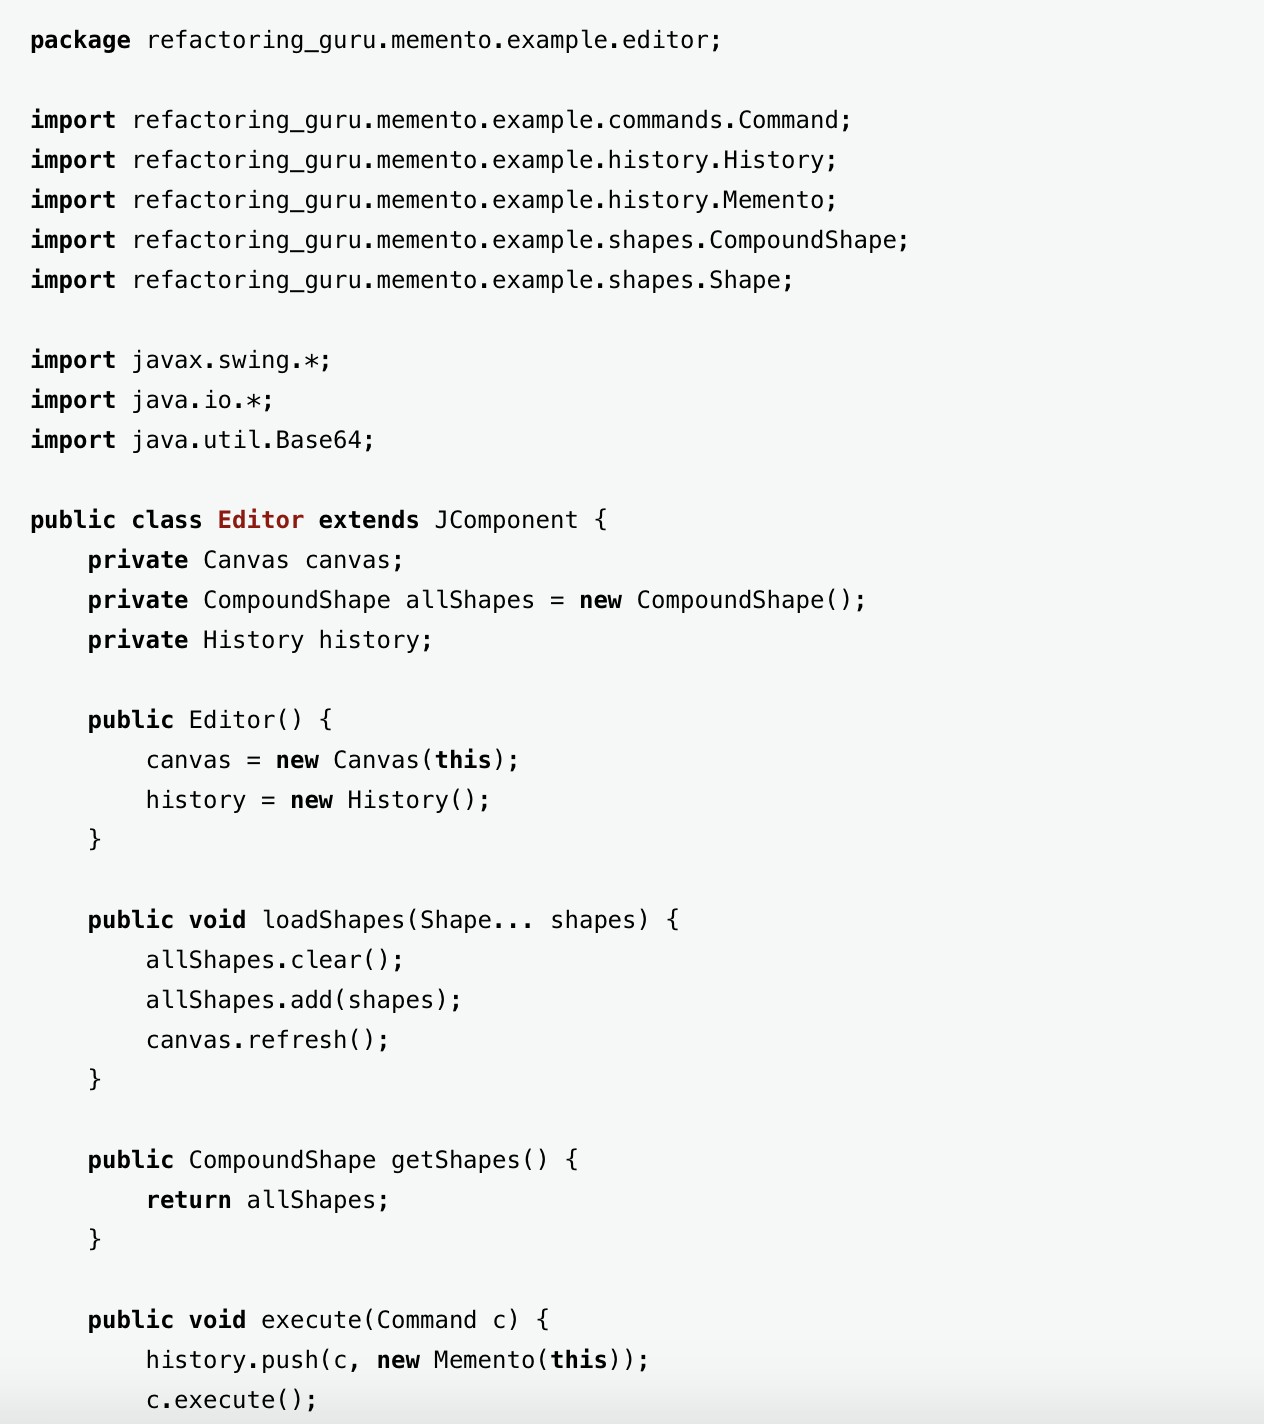 package refactoring_guru.memento.example.editor;

import refactoring_guru.memento.example.commands.Command;
import refactoring_guru.memento.example.history.History;
import refactoring_guru.memento.example.history.Memento;
import refactoring_guru.memento.example.shapes.CompoundShape;
import refactoring_guru.memento.example.shapes.Shape;

import javax.swing.*;
import java.io.*;
import java.util.Base64;

public class Editor extends JComponent {
    private Canvas canvas;
    private CompoundShape allShapes = new CompoundShape();
    private History history;

    public Editor() {
        canvas = new Canvas(this);
        history = new History();
    }

    public void loadShapes(Shape... shapes) {
        allShapes.clear();
        allShapes.add(shapes);
        canvas.refresh();
    }

    public CompoundShape getShapes() {
        return allShapes;
    }

    public void execute(Command c) {
        history.push(c, new Memento(this));
        c.execute();